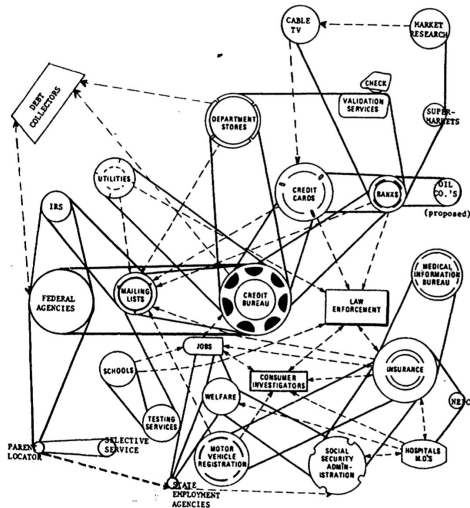 CABLE
TV
MARKET
RESEARCH
DEBT
COLLECTORS
CHECK
VALIDATION
SERVICES
DEPARTMENT
STORES
SUPER-
MARKETS
UTILITIES
CREDIT
CARDS
BANKS
OIL
CO.'S
(proposed)
IRS
MEDICAL
INFORMATION
BUREAU
FEDERAL
AGENCIES
MAILING
LISTS
CREDIT
BUREAU
LAW
ENFORCEMENT
JOBS
SCHOOLS
CONSUMER
INVESTIGATORS
INSURANCE
WELFARE
TESTING
SERVICES
PARENT
LOCATOR
SELECTIVE
SERVICE
MOTOR
VEHICLE
REGISTRATION
SOCIAL
SECURITY
ADMIN-
ISTRATION
HOSPITALS
M.D.'S
STATE
EMPLOYMENT
AGENCIES